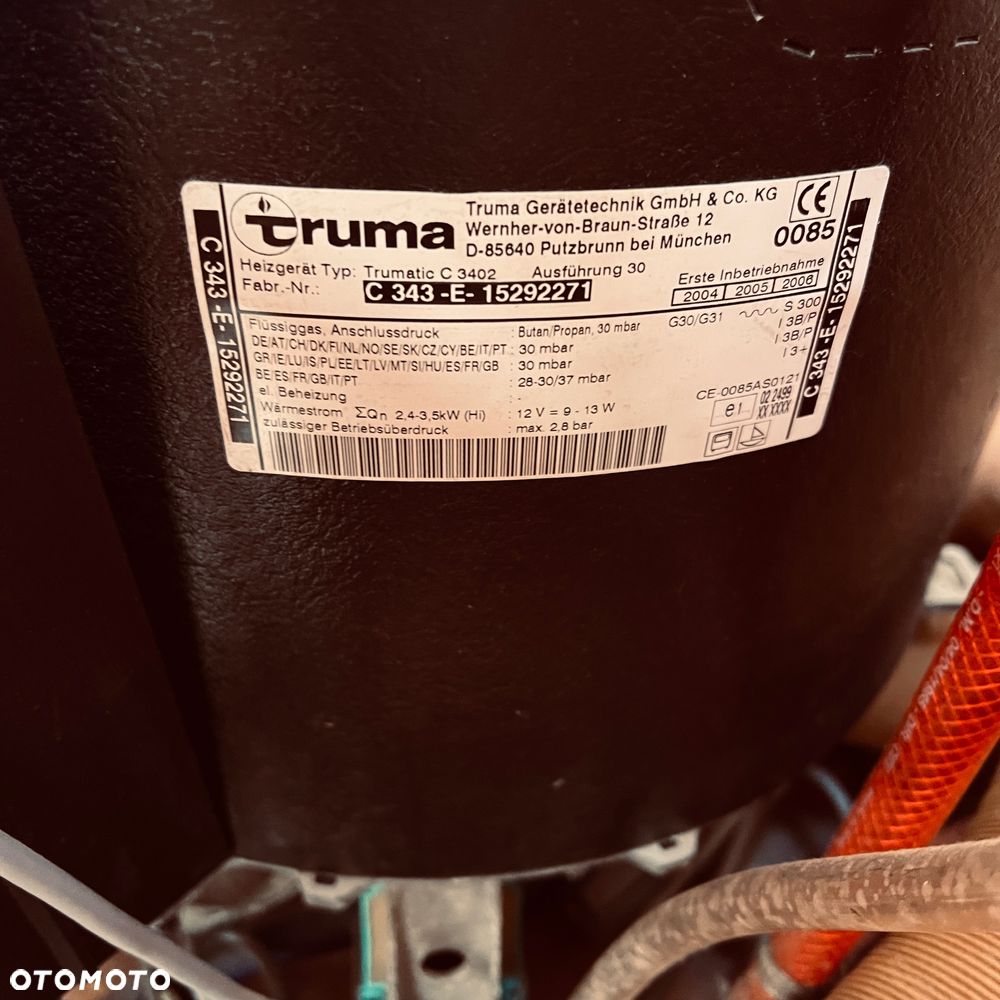 truma
Truma Gerätetechnik GmbH & Co. KG
Wernher-von-Braun-Straße 12
D-85640 Putzbrunn bei München
CE
0085
Heizgerät Typ: Trumatic C 3402 Ausführung 30
Fabr.-Nr.: C 343 -E- 15292271
Erste Inbetriebnahme
2004 2005 2006
Flüssiggas, Anschlussdruck : Butan/Propan, 30 mbar G30/G31 S 300
DE/AT/CH/DK/FI/NL/NO/SE/SK/CZ/CY/BE/IT/PT : 30 mbar I 3B/P
GR/IE/LU/IS/PL/EE/LT/LV/MT/SI/HU/ES/FR/GB : 30 mbar I 3B/P
BE/ES/FR/GB/IT/PT : 28-30/37 mbar I 3+
el. Beheizung : -
CE-0085AS0121
Wärmestrom ΣQn 2,4-3,5kW (Hi) : 12 V = 9 - 13 W
zulässiger Betriebsüberdruck : max. 2,8 bar
e1 02 2499
XX XXXX
C 343 -E- 15292271
C 343 -E- 15292271
OTOMOTO